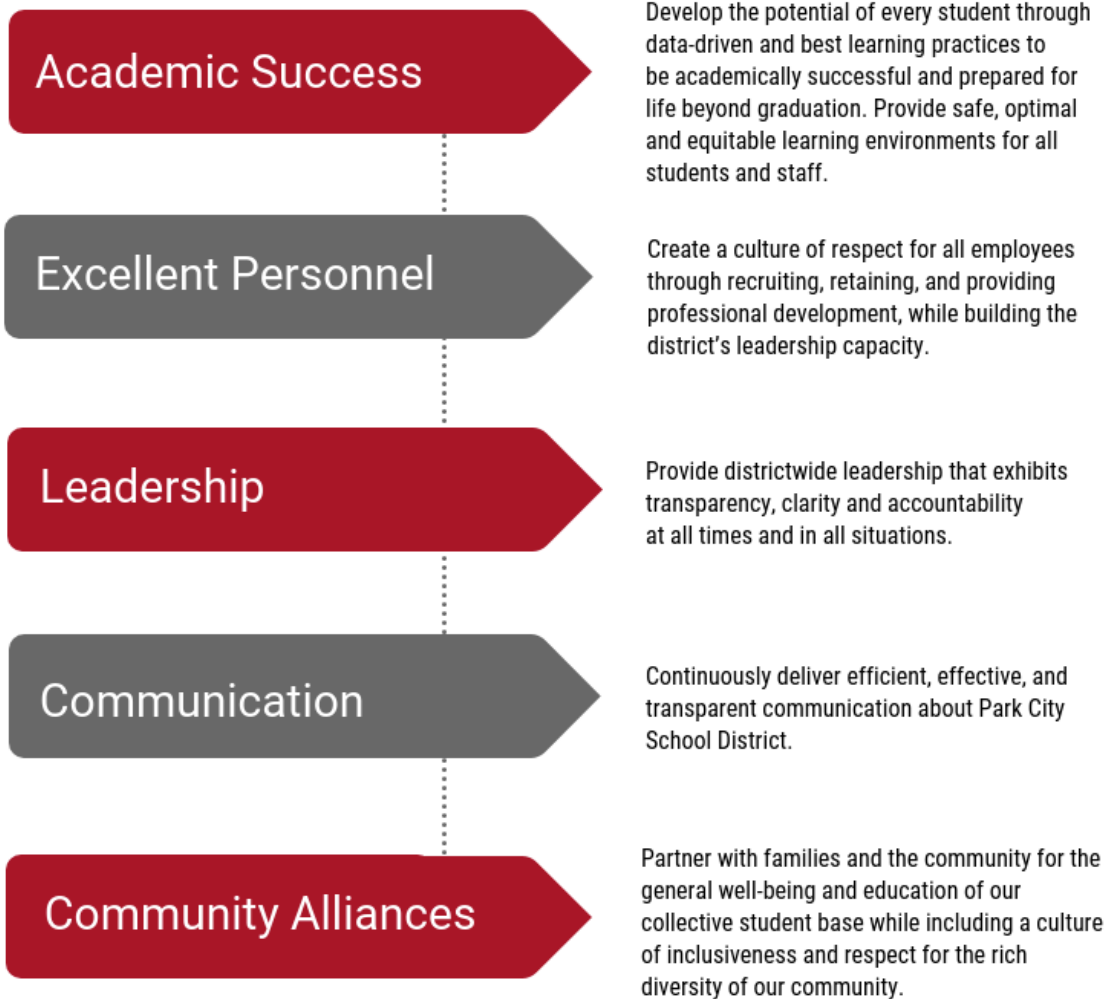 Academic Success
Develop the potential of every student through
data-driven and best learning practices to
be academically successful and prepared for
life beyond graduation. Provide safe, optimal
and equitable learning environments for all
students and staff.
Excellent Personnel
Create a culture of respect for all employees
through recruiting, retaining, and providing
professional development, while building the
district’s leadership capacity.
Leadership
Provide districtwide leadership that exhibits
transparency, clarity and accountability
at all times and in all situations.
Communication
Continuously deliver efficient, effective, and
transparent communication about Park City
School District.
Community Alliances
Partner with families and the community for the
general well-being and education of our
collective student base while including a culture
of inclusiveness and respect for the rich
diversity of our community.